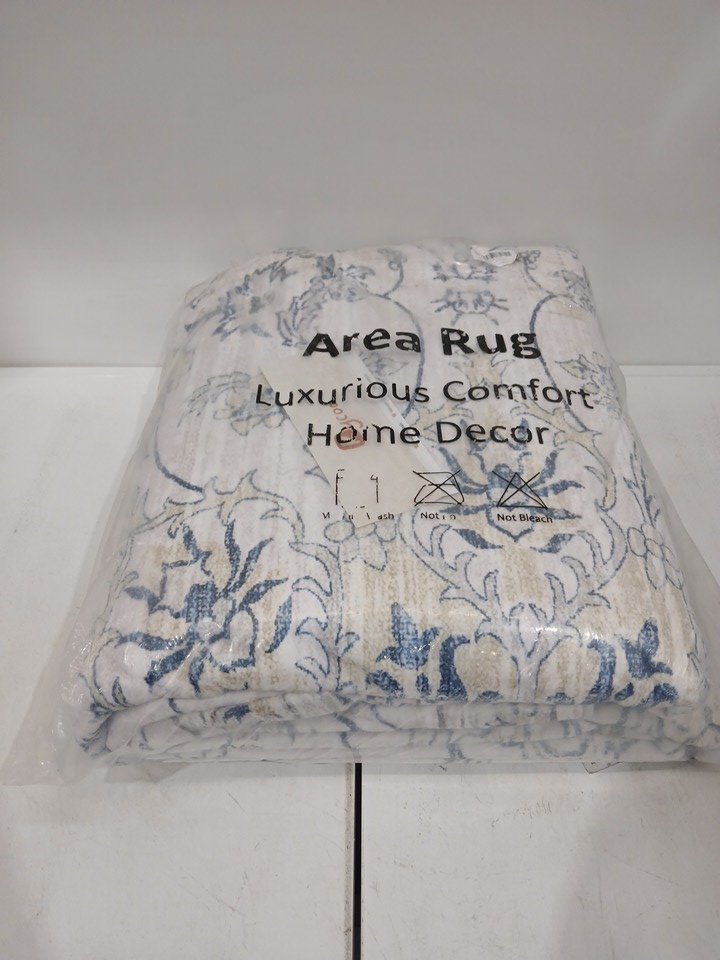 Area Rug
Luxurious Comfort
Home Decor
Not Bleach